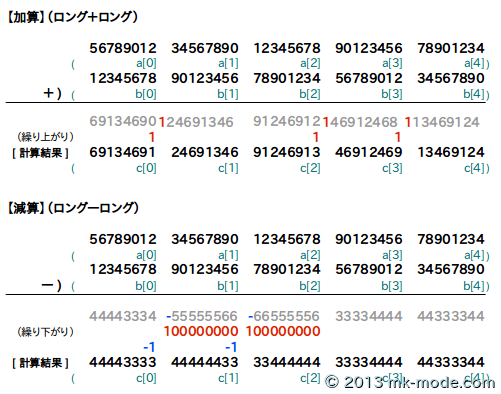 【加算】（ロング＋ロング）
56789012 34567890 12345678 90123456 78901234
( a[0] a[1] a[2] a[3] a[4])
12345678 90123456 78901234 56789012 34567890
＋) ( b[0] b[1] b[2] b[3] b[4])
69134690 124691346 91246912 146912468 113469124
(繰り上がり) 1 1 1
[ 計算結果 ] 69134691 24691346 91246913 46912469 13469124
( c[0] c[1] c[2] c[3] c[4])
【減算】（ロングーロング）
56789012 34567890 12345678 90123456 78901234
( a[0] a[1] a[2] a[3] a[4])
12345678 90123456 78901234 56789012 34567890
ー) ( b[0] b[1] b[2] b[3] b[4])
44443334 -55555566 -66555556 33334444 44333344
(繰り下がり) 100000000 100000000
-1 -1
[ 計算結果 ] 44443333 44444433 33444444 33334444 44333344
( c[0] c[1] c[2] c[3] c[4])
© 2013 mk-mode.com